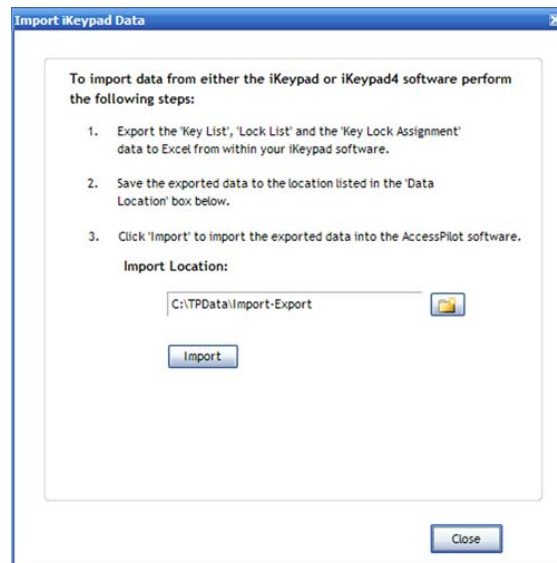 Import iKeypad Data
To import data from either the iKeypad or iKeypad4 software perform
the following steps:
1. Export the 'Key List', 'Lock List' and the 'Key Lock Assignment'
data to Excel from within your iKeypad software.
2. Save the exported data to the location listed in the 'Data
Location' box below.
3. Click 'Import' to import the exported data into the AccessPilot software.
Import Location:
C:\TPData\Import-Export
Import
Close